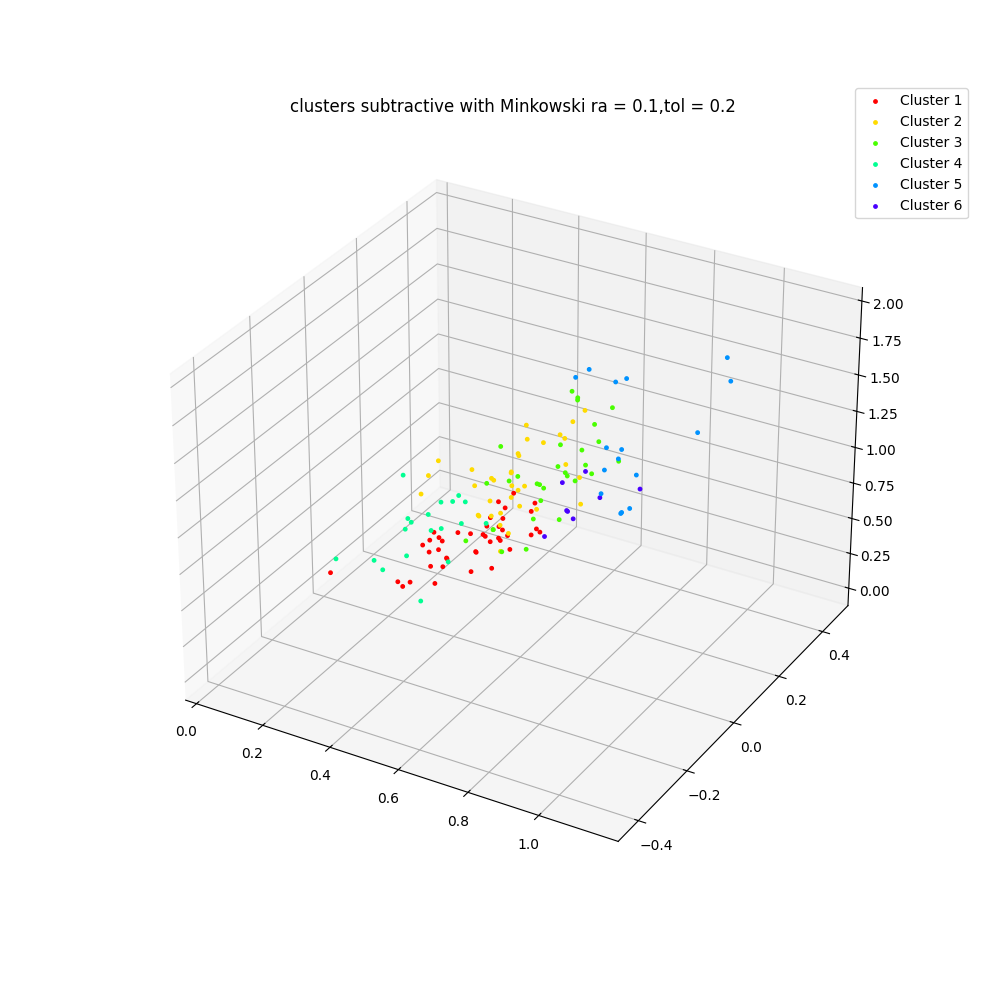 clusters subtractive with Minkowski ra = 0.1,tol = 0.2
Cluster 1
Cluster 2
Cluster 3
Cluster 4
Cluster 5
Cluster 6
2.00
1.75
1.50
1.25
1.00
0.75
0.50
0.25
0.00
0.4
0.2
0.0
−0.2
−0.4
0.0
0.2
0.4
0.6
0.8
1.0